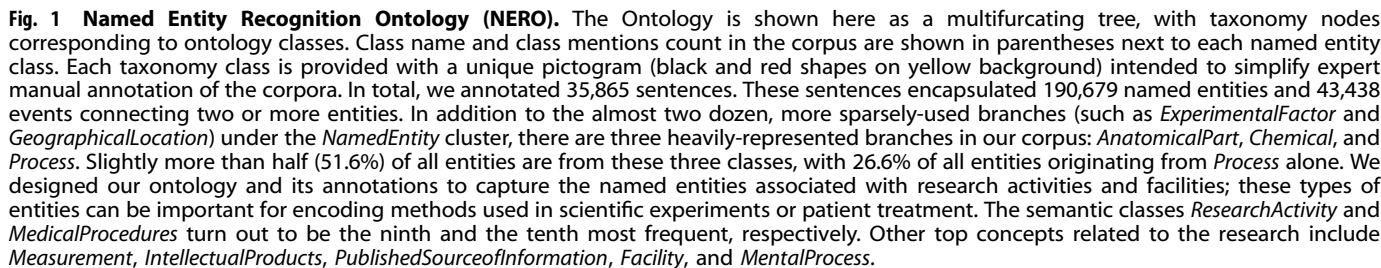 Fig. 1 Named Entity Recognition Ontology (NERO). The Ontology is shown here as a multifurcating tree, with taxonomy nodes
corresponding to ontology classes. Class name and class mentions count in the corpus are shown in parentheses next to each named entity
class. Each taxonomy class is provided with a unique pictogram (black and red shapes on yellow background) intended to simplify expert
manual annotation of the corpora. In total, we annotated 35,865 sentences. These sentences encapsulated 190,679 named entities and 43,438
events connecting two or more entities. In addition to the almost two dozen, more sparsely-used branches (such as ExperimentalFactor and
GeographicalLocation) under the NamedEntity cluster, there are three heavily-represented branches in our corpus: AnatomicalPart, Chemical, and
Process. Slightly more than half (51.6%) of all entities are from these three classes, with 26.6% of all entities originating from Process alone. We
designed our ontology and its annotations to capture the named entities associated with research activities and facilities; these types of
entities can be important for encoding methods used in scientific experiments or patient treatment. The semantic classes ResearchActivity and
MedicalProcedures turn out to be the ninth and the tenth most frequent, respectively. Other top concepts related to the research include
Measurement, IntellectualProducts, PublishedSourceofInformation, Facility, and MentalProcess.